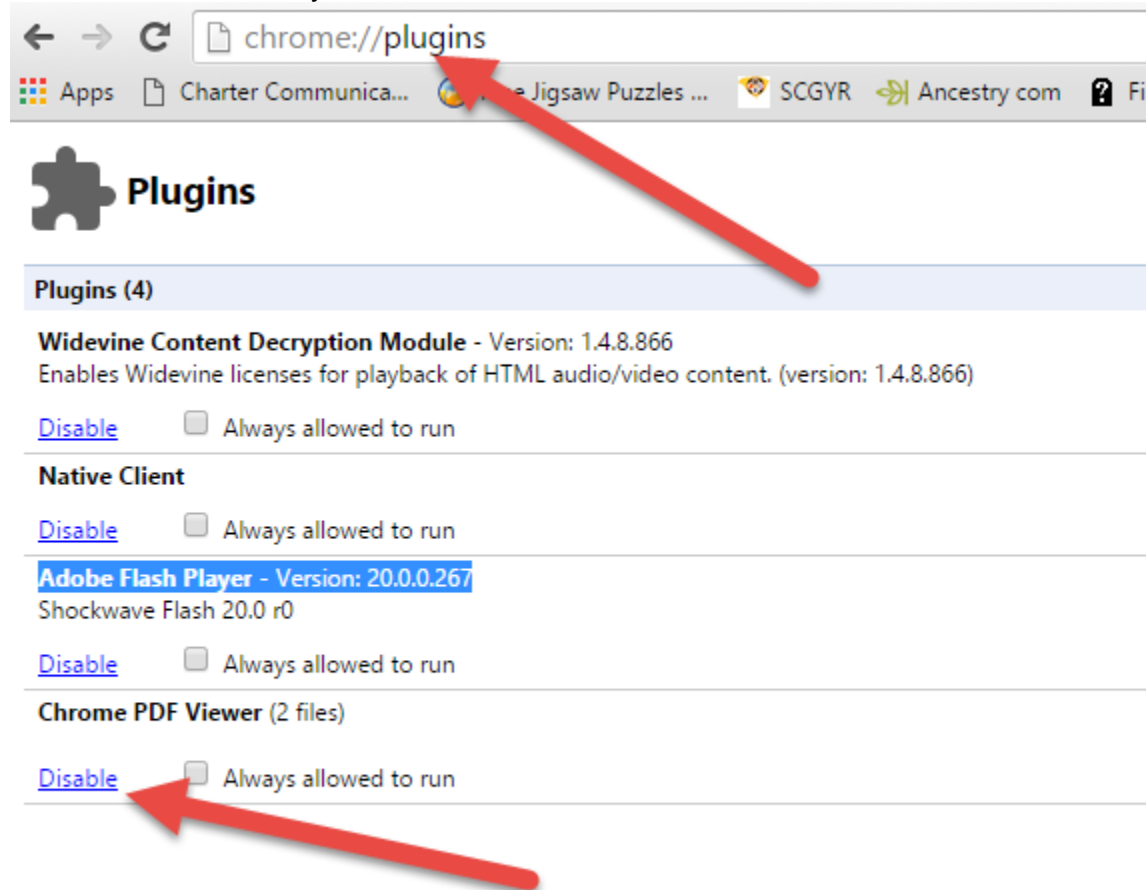 chrome://plugins
Apps Charter Communica... Jigsaw Puzzles ... SCGYR Ancestry com Fi
Plugins
Plugins (4)
Widevine Content Decryption Module - Version: 1.4.8.866
Enables Widevine licenses for playback of HTML audio/video content. (version: 1.4.8.866)
Disable Always allowed to run
Native Client
Disable Always allowed to run
Adobe Flash Player - Version: 20.0.0.267
Shockwave Flash 20.0 r0
Disable Always allowed to run
Chrome PDF Viewer (2 files)
Disable Always allowed to run